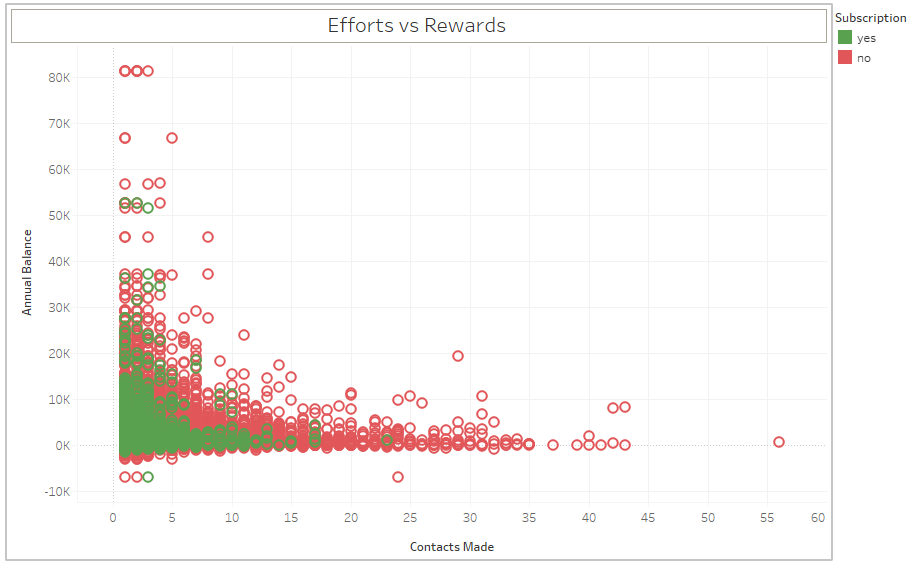 Efforts vs Rewards
Subscription
yes
no
Annual Balance
80K
70K
60K
50K
40K
30K
20K
10K
0K
-10K
0 5 10 15 20 25 30 35 40 45 50 55 60
Contacts Made